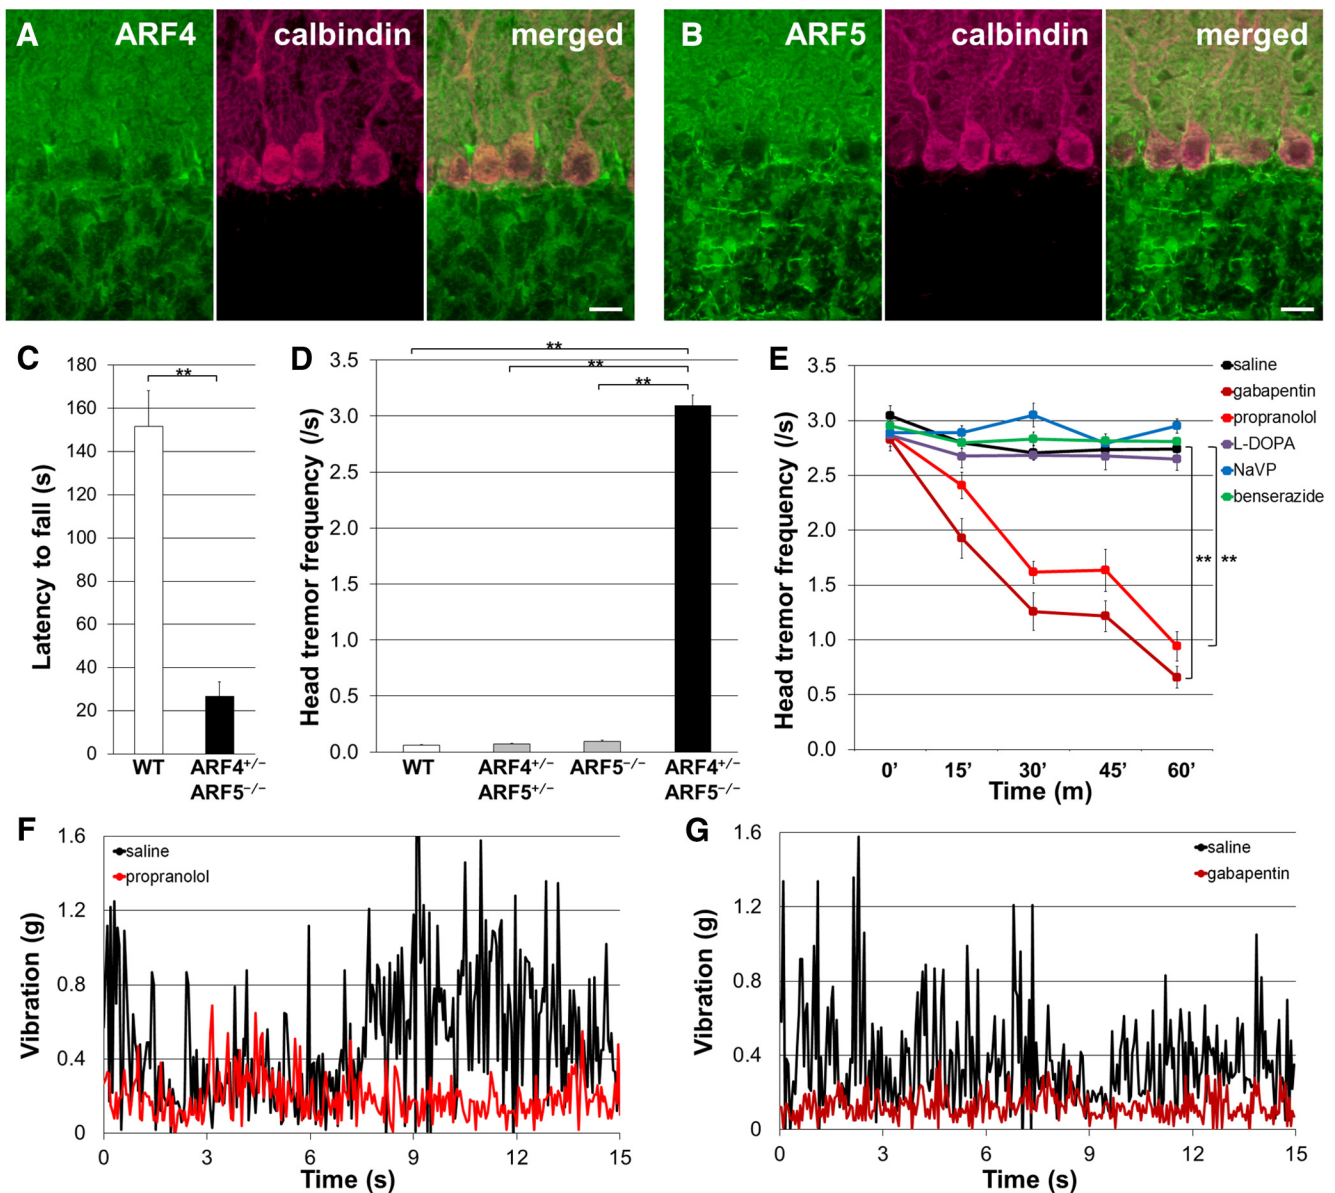 A ARF4 calbindin merged
B ARF5 calbindin merged
C
Latency to fall (s)
180
160
140
120
100
80
60
40
20
0
**
WT
ARF4+/−
ARF5−/−
D
Head tremor frequency (/s)
3.5
3.0
2.5
2.0
1.5
1.0
0.5
0.0
**
**
**
WT
ARF4+/−
ARF5+/−
ARF5−/−
ARF4+/−
ARF5−/−
E
Head tremor frequency (/s)
3.5
3.0
2.5
2.0
1.5
1.0
0.5
0.0
0’ 15’ 30’ 45’ 60’
Time (m)
saline
gabapentin
propranolol
L-DOPA
NaVP
benserazide
** **
F
Vibration (g)
1.6
1.2
0.8
0.4
0
saline
propranolol
0 3 6 9 12 15
Time (s)
G
Vibration (g)
1.6
1.2
0.8
0.4
0
saline
gabapentin
0 3 6 9 12 15
Time (s)